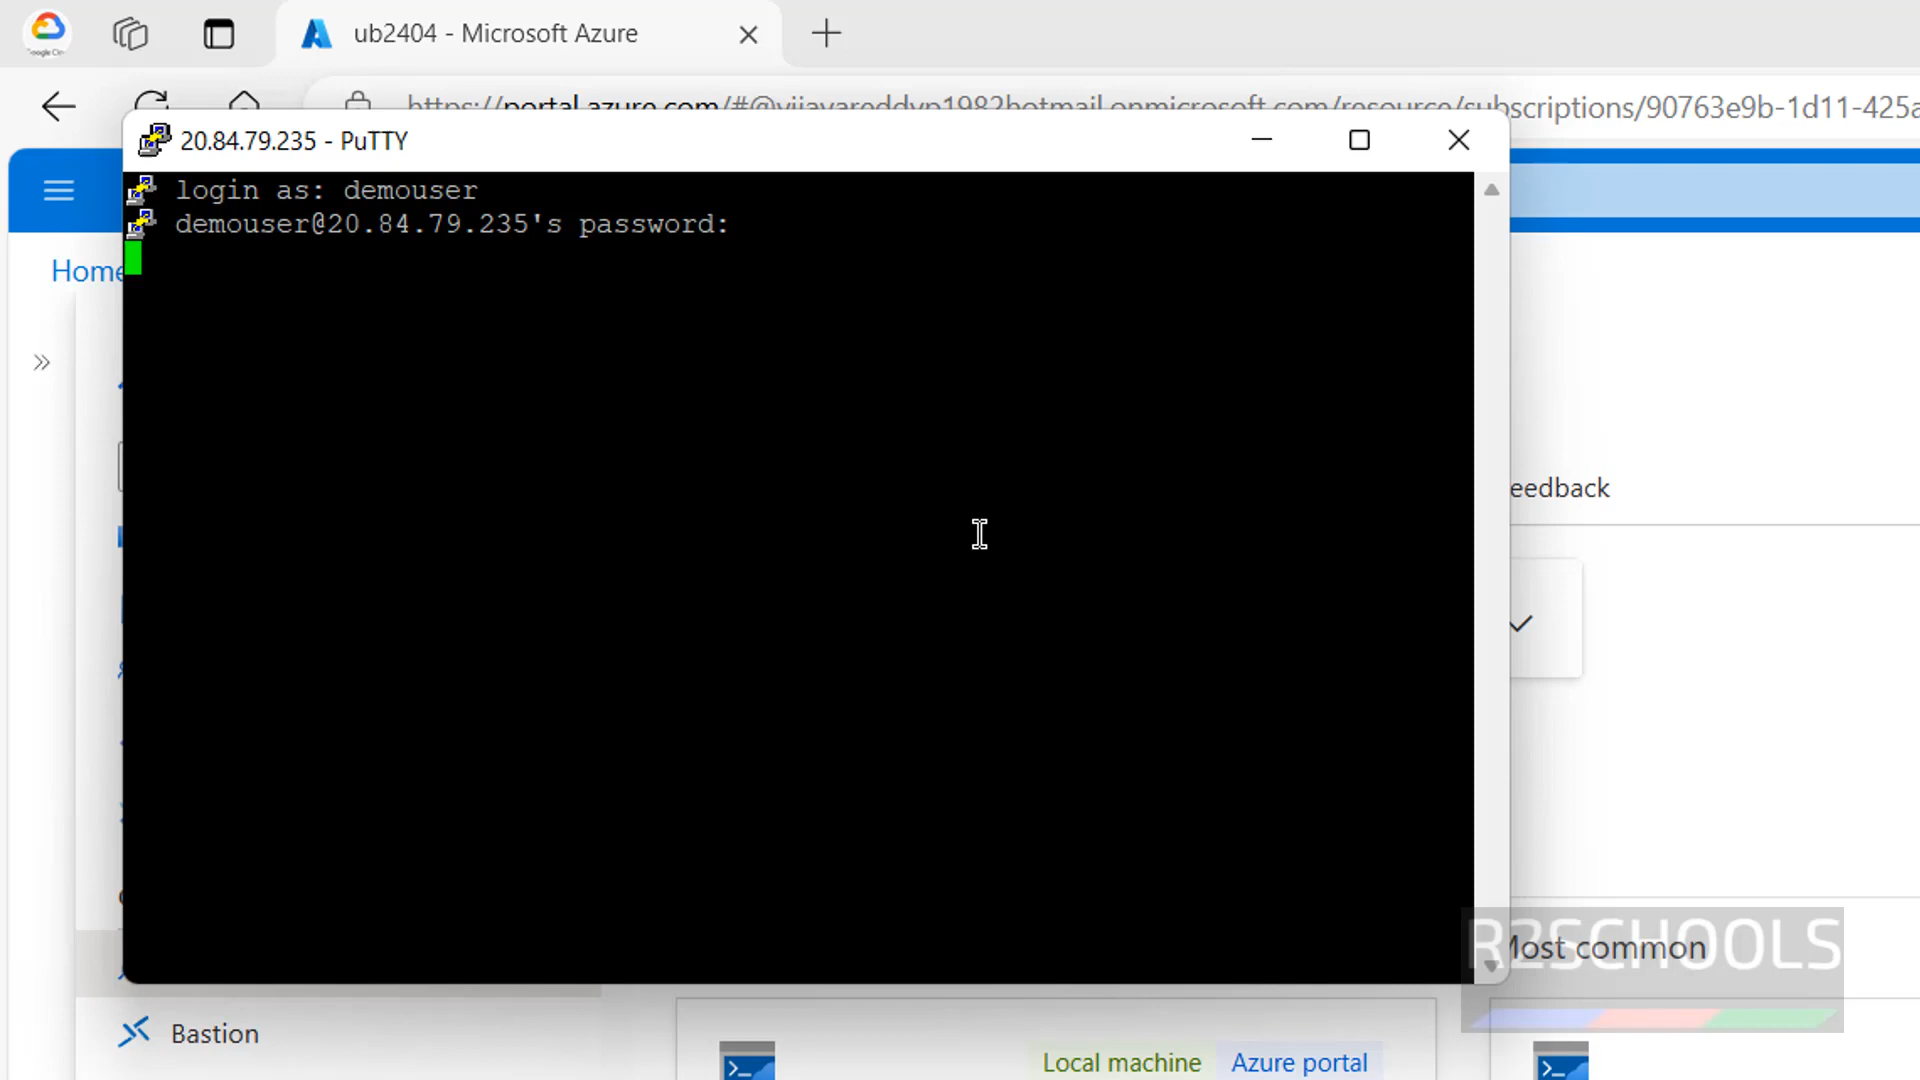 ub2404 - Microsoft Azure
https://portal.azure.com/#@vijayareddyp1982hotmail.onmicrosoft.com/resource/subscriptions/90763e9b-1d11-425a
20.84.79.235 - PuTTY
login as: demouser
demouser@20.84.79.235's password:
Home
eedback
R2SCHOOLS
Most common
Bastion
Local machine
Azure portal